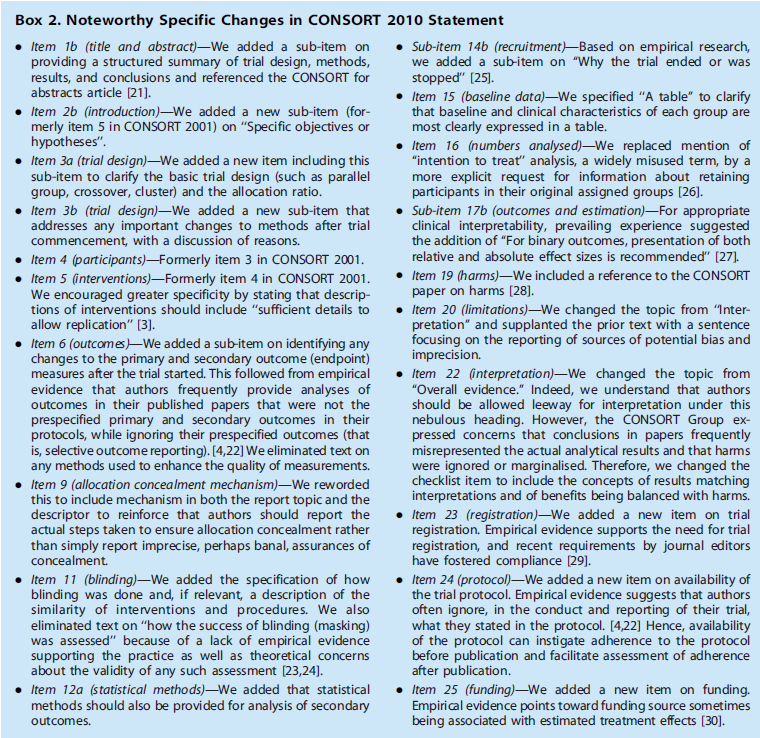 Box 2. Noteworthy Specific Changes in CONSORT 2010 Statement
● Item 1b (title and abstract)—We added a sub-item on
providing a structured summary of trial design, methods,
results, and conclusions and referenced the CONSORT for
abstracts article [21].
● Item 2b (introduction)—We added a new sub-item (for-
merly item 5 in CONSORT 2001) on ‘‘Specific objectives or
hypotheses’’.
● Item 3a (trial design)—We added a new item including this
sub-item to clarify the basic trial design (such as parallel
group, crossover, cluster) and the allocation ratio.
● Item 3b (trial design)—We added a new sub-item that
addresses any important changes to methods after trial
commencement, with a discussion of reasons.
● Item 4 (participants)—Formerly item 3 in CONSORT 2001.
● Item 5 (interventions)—Formerly item 4 in CONSORT 2001.
We encouraged greater specificity by stating that descrip-
tions of interventions should include ‘‘sufficient details to
allow replication’’ [3].
● Item 6 (outcomes)—We added a sub-item on identifying any
changes to the primary and secondary outcome (endpoint)
measures after the trial started. This followed from empirical
evidence that authors frequently provide analyses of
outcomes in their published papers that were not the
prespecified primary and secondary outcomes in their
protocols, while ignoring their prespecified outcomes (that
is, selective outcome reporting). [4,22] We eliminated text on
any methods used to enhance the quality of measurements.
● Item 9 (allocation concealment mechanism)—We reworded
this to include mechanism in both the report topic and the
descriptor to reinforce that authors should report the
actual steps taken to ensure allocation concealment rather
than simply report imprecise, perhaps banal, assurances of
concealment.
● Item 11 (blinding)—We added the specification of how
blinding was done and, if relevant, a description of the
similarity of interventions and procedures. We also
eliminated text on ‘‘how the success of blinding (masking)
was assessed’’ because of a lack of empirical evidence
supporting the practice as well as theoretical concerns
about the validity of any such assessment [23,24].
● Item 12a (statistical methods)—We added that statistical
methods should also be provided for analysis of secondary
outcomes.
● Sub-item 14b (recruitment)—Based on empirical research,
we added a sub-item on ‘‘Why the trial ended or was
stopped’’ [25].
● Item 15 (baseline data)—We specified ‘‘A table’’ to clarify
that baseline and clinical characteristics of each group are
most clearly expressed in a table.
● Item 16 (numbers analysed)—We replaced mention of
‘‘intention to treat’’ analysis, a widely misused term, by a
more explicit request for information about retaining
participants in their original assigned groups [26].
● Sub-item 17b (outcomes and estimation)—For appropriate
clinical interpretability, prevailing experience suggested
the addition of ‘‘For binary outcomes, presentation of both
relative and absolute effect sizes is recommended’’ [27].
● Item 19 (harms)—We included a reference to the CONSORT
paper on harms [28].
● Item 20 (limitations)—We changed the topic from ‘‘Inter-
pretation’’ and supplanted the prior text with a sentence
focusing on the reporting of sources of potential bias and
imprecision.
● Item 22 (interpretation)—We changed the topic from
‘‘Overall evidence.’’ Indeed, we understand that authors
should be allowed leeway for interpretation under this
nebulous heading. However, the CONSORT Group ex-
pressed concerns that conclusions in papers frequently
misrepresented the actual analytical results and that harms
were ignored or marginalised. Therefore, we changed the
checklist item to include the concepts of results matching
interpretations and of benefits being balanced with harms.
● Item 23 (registration)—We added a new item on trial
registration. Empirical evidence supports the need for trial
registration, and recent requirements by journal editors
have fostered compliance [29].
● Item 24 (protocol)—We added a new item on availability of
the trial protocol. Empirical evidence suggests that authors
often ignore, in the conduct and reporting of their trial,
what they stated in the protocol. [4,22] Hence, availability
of the protocol can instigate adherence to the protocol
before publication and facilitate assessment of adherence
after publication.
● Item 25 (funding)—We added a new item on funding.
Empirical evidence points toward funding source sometimes
being associated with estimated treatment effects [30].